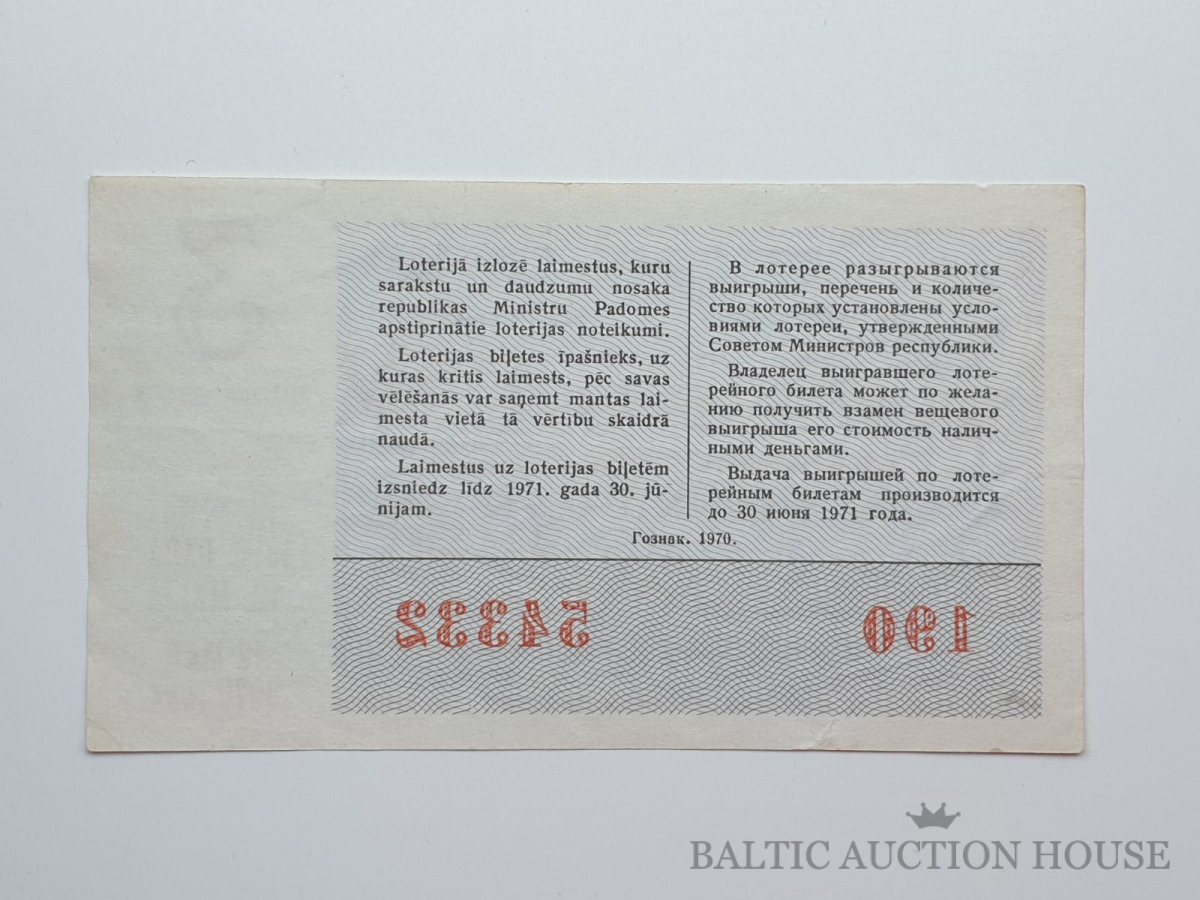 Loterijā izlozē laimestus, kuru
sarakstu un daudzumu nosaka
republikas Ministru Padomes
apstiprinātie loterijas noteikumi.
Loterijas biļetes īpašnieks, uz
kuras kritis laimests, pēc savas
vēlēšanās var saņemt mantas lai-
mesta vietā tā vērtību skaidrā
naudā.
Laimestus uz loterijas biļetēm
izsniedz līdz 1971. gada 30. jū-
nijam.
В лотерее разыгрываются
выигрыши, перечень и количе-
ство которых установлены усло-
виями лотереи, утвержденными
Советом Министров республики.
Владелец выигравшего лоте-
рейного билета может по жела-
нию получить взамен вещевого
выигрыша его стоимость налич-
ными деньгами.
Выдача выигрышей по лоте-
рейным билетам производится
до 30 июня 1971 года.
Гознак. 1970.
54332
190
BALTIC AUCTION HOUSE